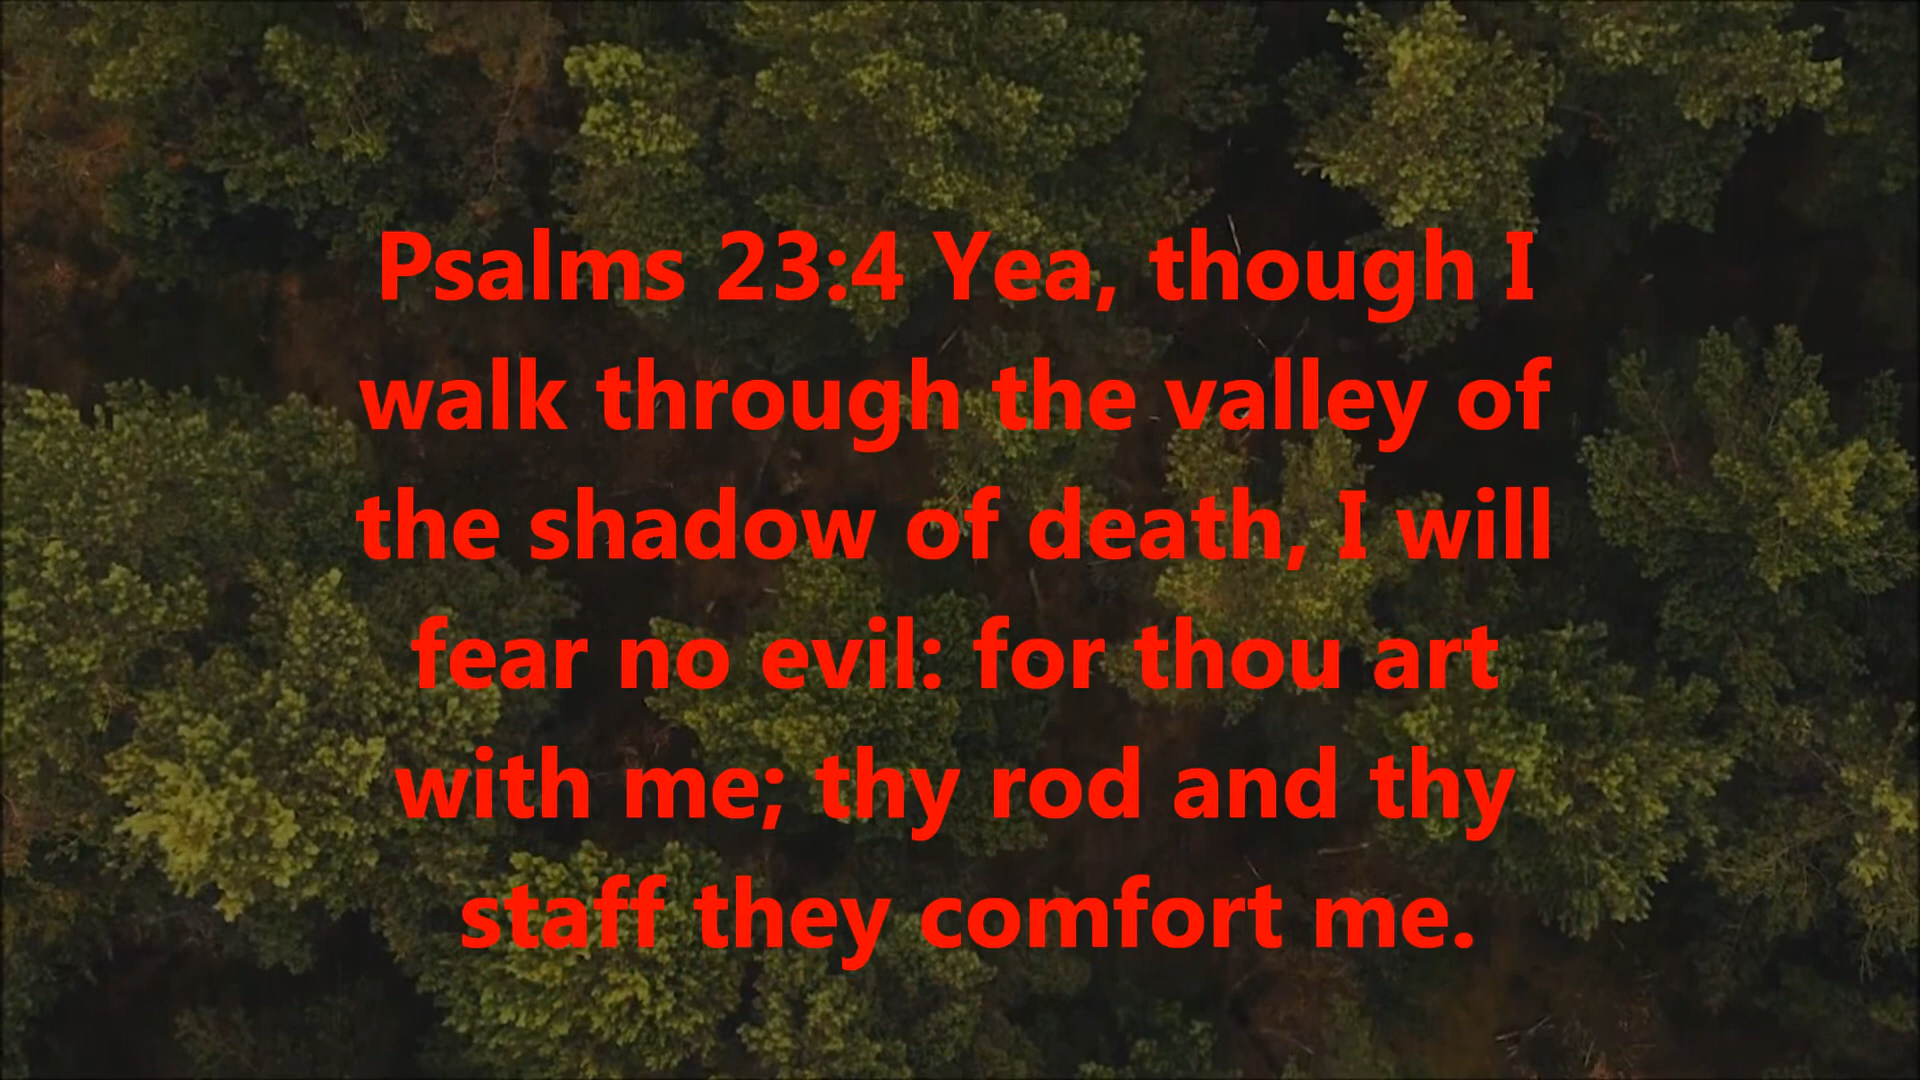 Psalms 23:4 Yea, though I
walk through the valley of
the shadow of death, I will
fear no evil: for thou art
with me; thy rod and thy
staff they comfort me.